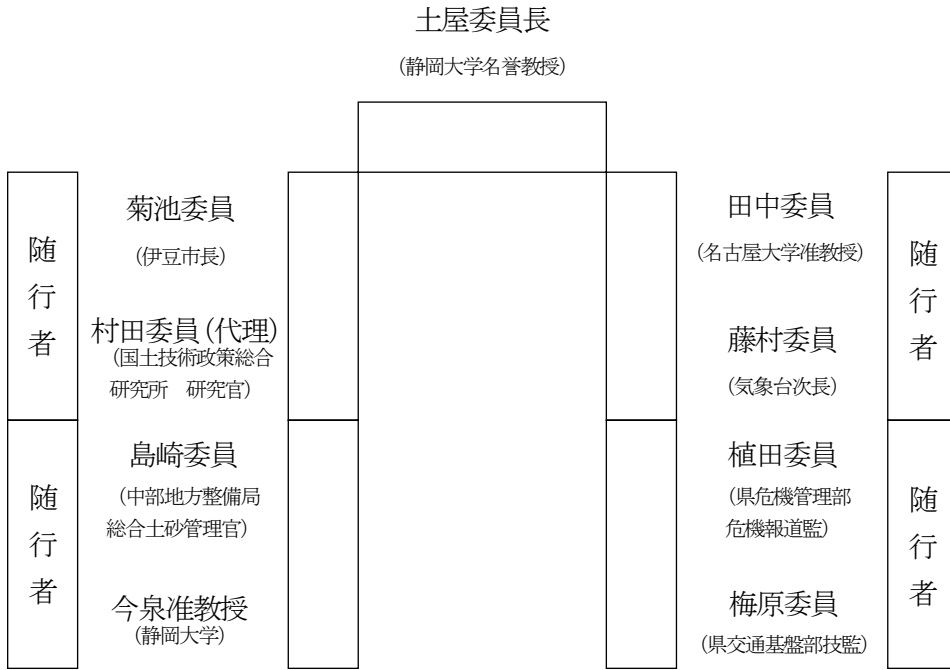 土屋委員長
(静岡大学名誉教授)
随行者
菊池委員
(伊豆市長)
村田委員(代理)
(国土技術政策総合
研究所　研究官)
随行者
島崎委員
(中部地方整備局
総合土砂管理官)
今泉准教授
(静岡大学)
田中委員
(名古屋大学准教授)
藤村委員
(気象台次長)
随行者
植田委員
(県危機管理部
危機報道監)
梅原委員
(県交通基盤部技監)
随行者